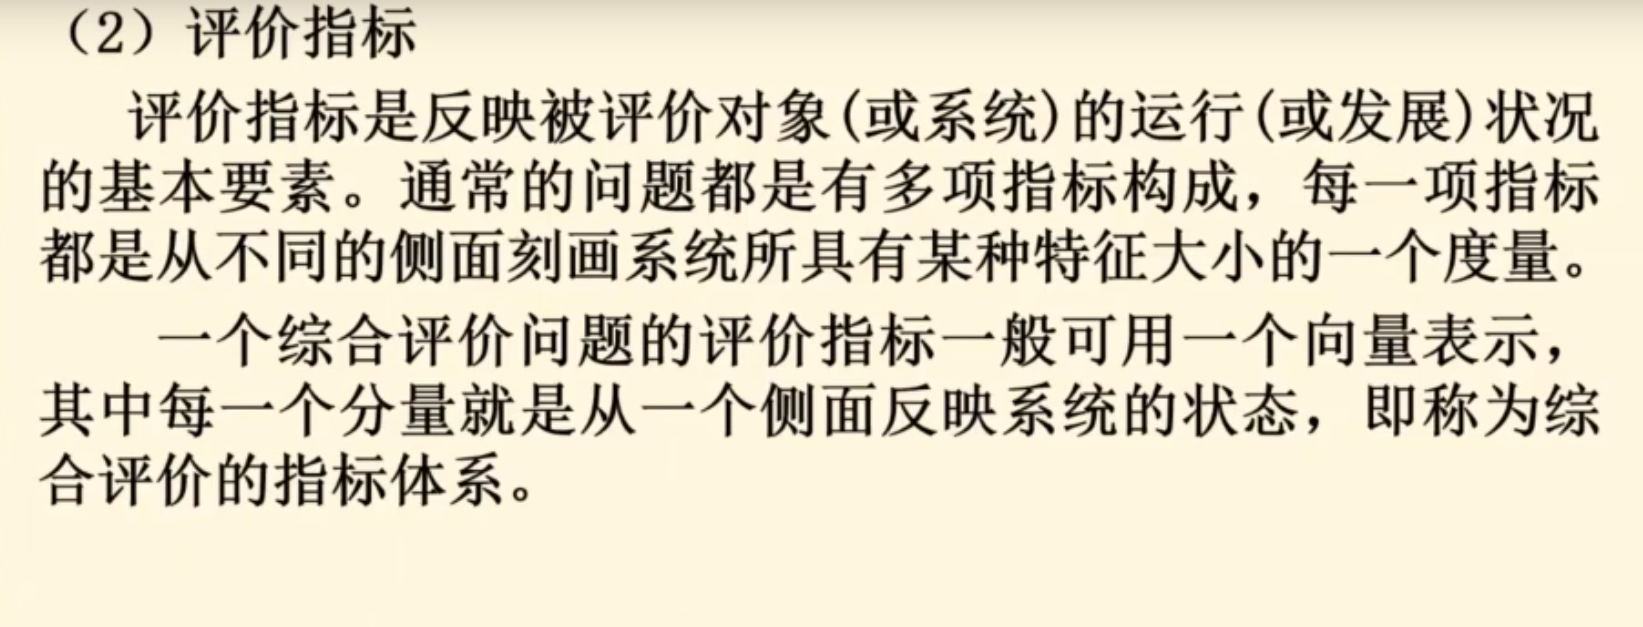 （2）评价指标
评价指标是反映被评价对象(或系统)的运行(或发展)状况
的基本要素。通常的问题都是有多项指标构成，每一项指标
都是从不同的侧面刻画系统所具有某种特征大小的一个度量。
一个综合评价问题的评价指标一般可用一个向量表示，
其中每一个分量就是从一个侧面反映系统的状态，即称为综
合评价的指标体系。